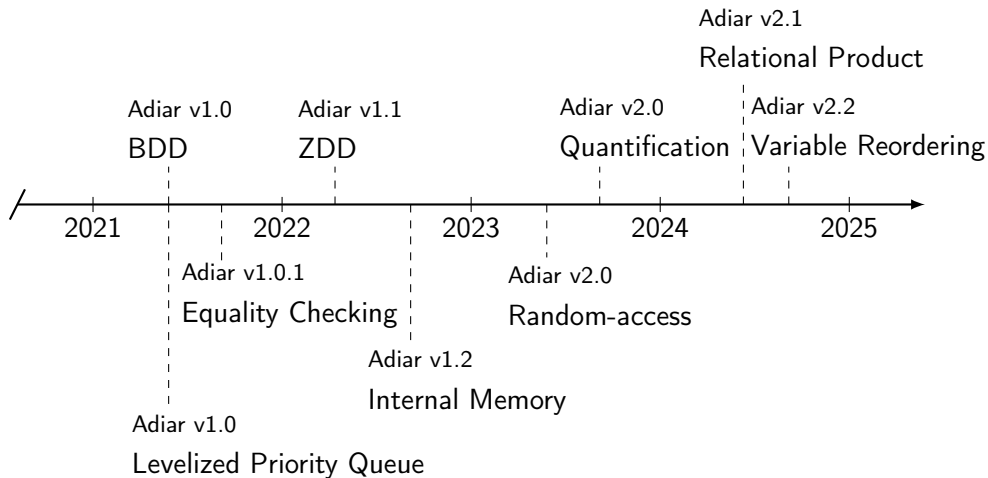 Adiar v2.1
Relational Product
Adiar v1.0
BDD
Adiar v1.1
ZDD
Adiar v2.0
Quantification
Adiar v2.2
Variable Reordering
2021
2022
2023
2024
2025
Adiar v1.0.1
Equality Checking
Adiar v2.0
Random-access
Adiar v1.2
Internal Memory
Adiar v1.0
Levelized Priority Queue